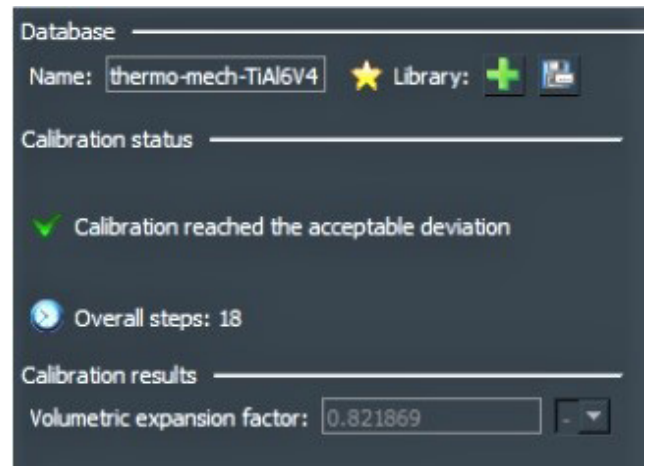 Database
Name: thermo-mech-TiAl6V4 Library:
Calibration status
Calibration reached the acceptable deviation
Overall steps: 18
Calibration results
Volumetric expansion factor: 0.821869 -